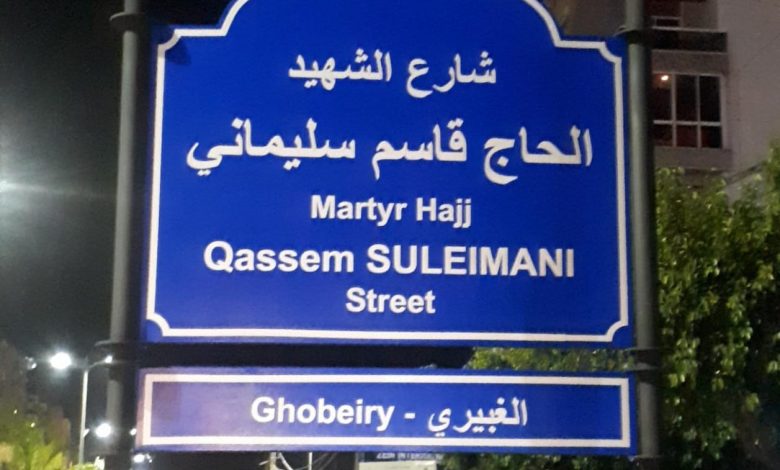 شارع الشهيد
الحاج قاسم سليماني
Martyr Hajj
Qassem SULEIMANI
Street
Ghobeiry - الغبيري